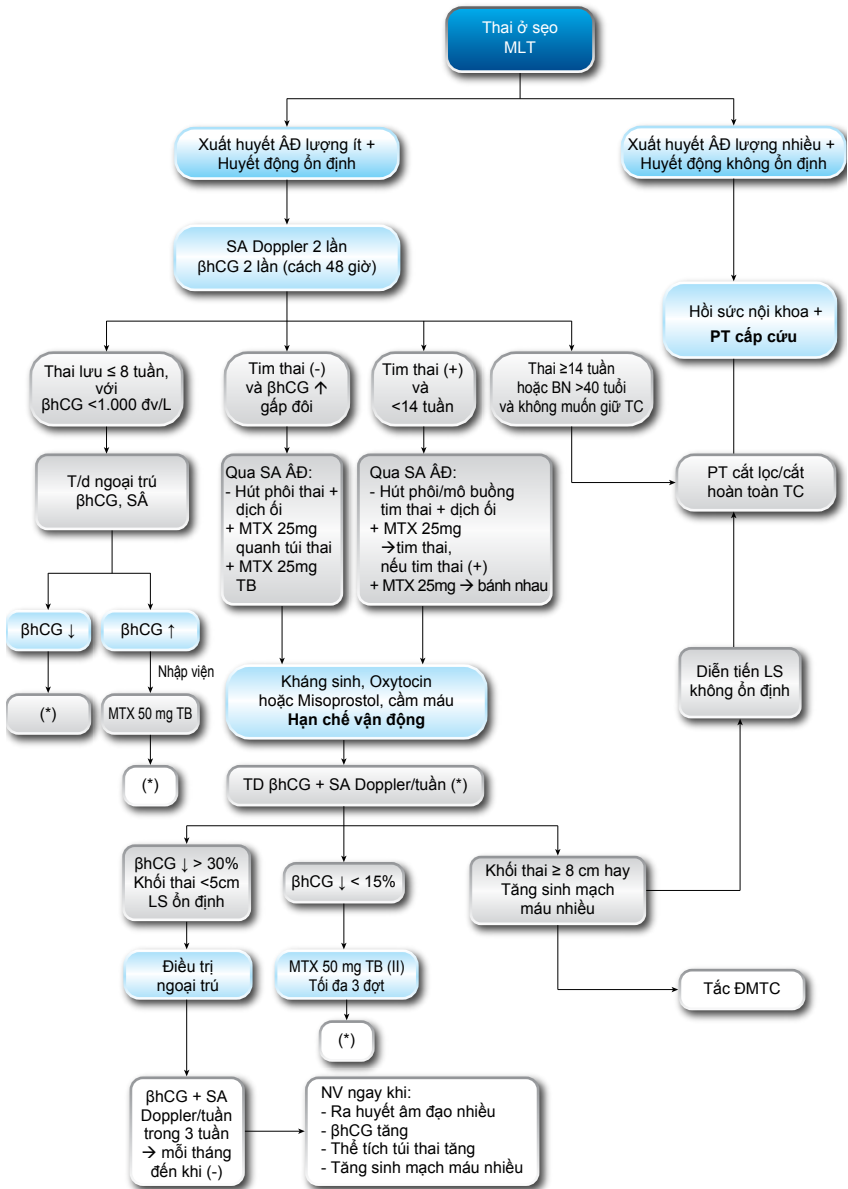 Thai ở sẹo
MLT
Xuất huyết ÂĐ lượng ít +
Huyết động ổn định
Xuất huyết ÂĐ lượng nhiều +
Huyết động không ổn định
SA Doppler 2 lần
βhCG 2 lần (cách 48 giờ)
Hồi sức nội khoa +
PT cấp cứu
Thai lưu ≤ 8 tuần,
với
βhCG <1.000 đv/L
Tim thai (-)
và βhCG ↑
gấp đôi
Tim thai (+)
và
<14 tuần
Thai ≥14 tuần
hoặc BN >40 tuổi
và không muốn giữ TC
T/d ngoại trú
βhCG, SÂ
Qua SA ÂĐ:
- Hút phôi thai +
dịch ối
+ MTX 25mg
quanh túi thai
+ MTX 25mg
TB
Qua SA ÂĐ:
- Hút phôi/mô buồng
tim thai + dịch ối
+ MTX 25mg
→tim thai,
nếu tim thai (+)
+ MTX 25mg → bánh nhau
PT cắt lọc/cắt
hoàn toàn TC
βhCG ↓
βhCG ↑
Nhập viện
(*)
MTX 50 mg TB
(*)
Kháng sinh, Oxytocin
hoặc Misoprostol, cầm máu
Hạn chế vận động
Diễn tiến LS
không ổn định
TD βhCG + SA Doppler/tuần (*)
βhCG ↓ > 30%
Khối thai <5cm
LS ổn định
βhCG ↓ < 15%
Khối thai ≥ 8 cm hay
Tăng sinh mạch
máu nhiều
Điều trị
ngoại trú
MTX 50 mg TB (II)
Tối đa 3 đợt
Tắc ĐMTC
(*)
βhCG + SA
Doppler/tuần
trong 3 tuần
→ mỗi tháng
đến khi (-)
NV ngay khi:
- Ra huyết âm đạo nhiều
- βhCG tăng
- Thể tích túi thai tăng
- Tăng sinh mạch máu nhiều